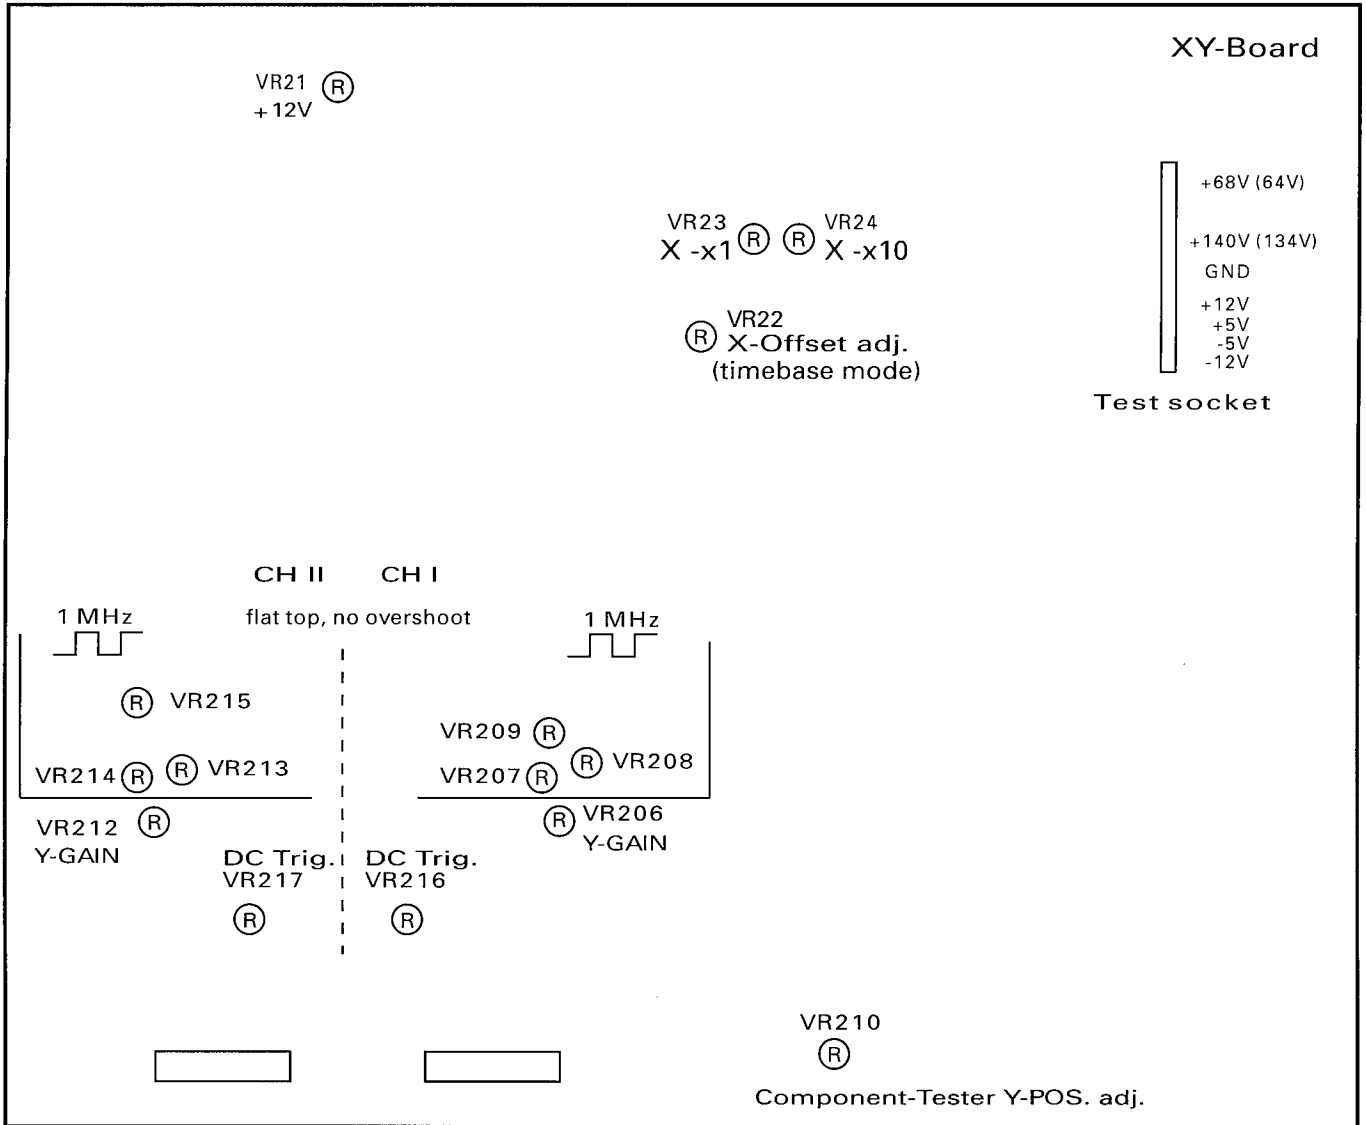 XY-Board
VR21 R
+12V
+68V (64V)
VR23 R R VR24
X -x1 X -x10
+140V (134V)
GND
+12V
+5V
-5V
-12V
R VR22
X-Offset adj.
(timebase mode)
Test socket
CH II CH I
1 MHz flat top, no overshoot 1 MHz
R VR215
VR209 R
VR214 R R VR213
VR207 R R VR208
VR212 R
Y-GAIN
R VR206
Y-GAIN
DC Trig. DC Trig.
VR217 VR216
R R
VR210
R
Component-Tester Y-POS. adj.